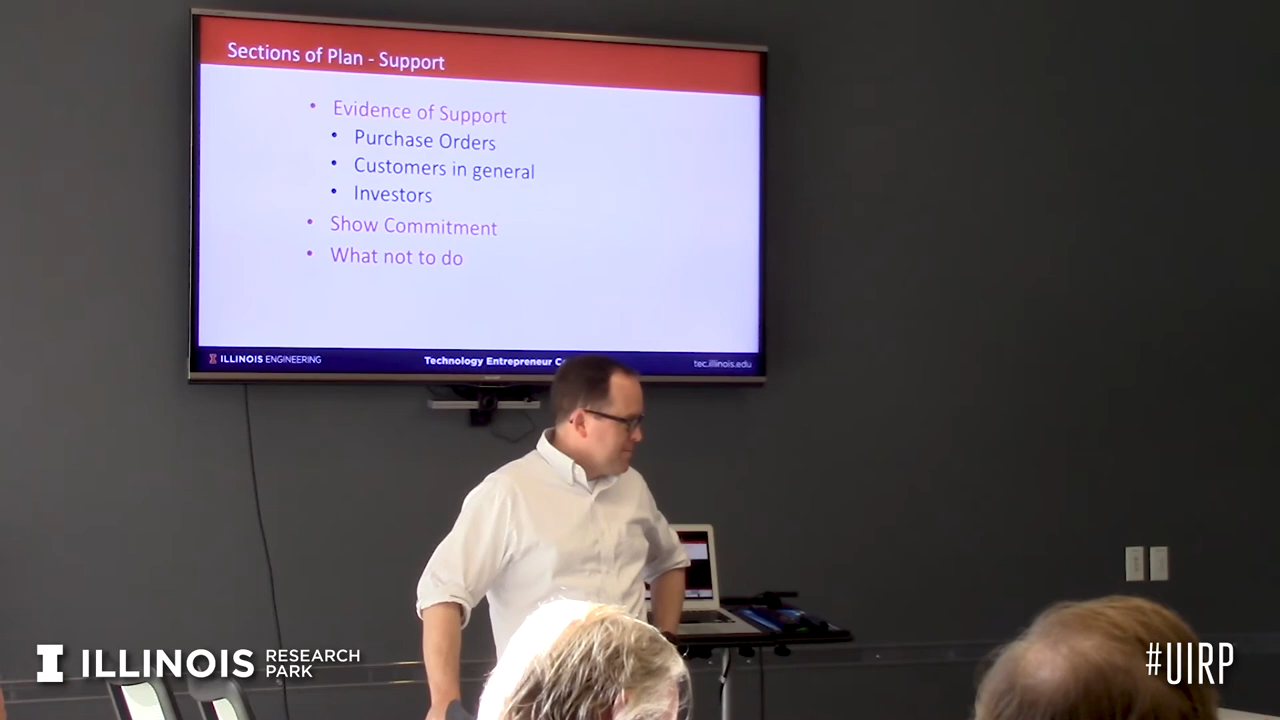 Sections of Plan - Support
• Evidence of Support
• Purchase Orders
• Customers in general
• Investors
• Show Commitment
• What not to do
I ILLINOIS ENGINEERING
Technology Entrepreneur
tec.illinois.edu
I ILLINOIS RESEARCH PARK
#UIRP